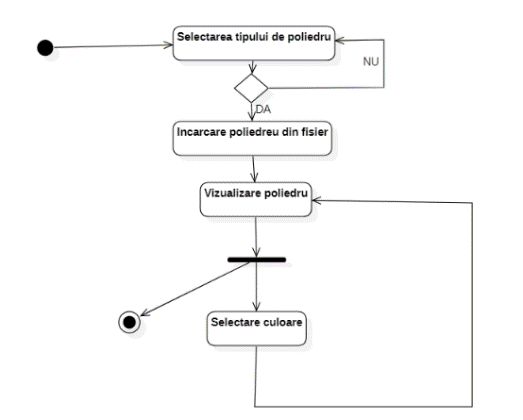 Selectarea tipului de poliedru
NU
DA
Incarcare poliedreu din fisier
Vizualizare poliedru
Selectare culoare